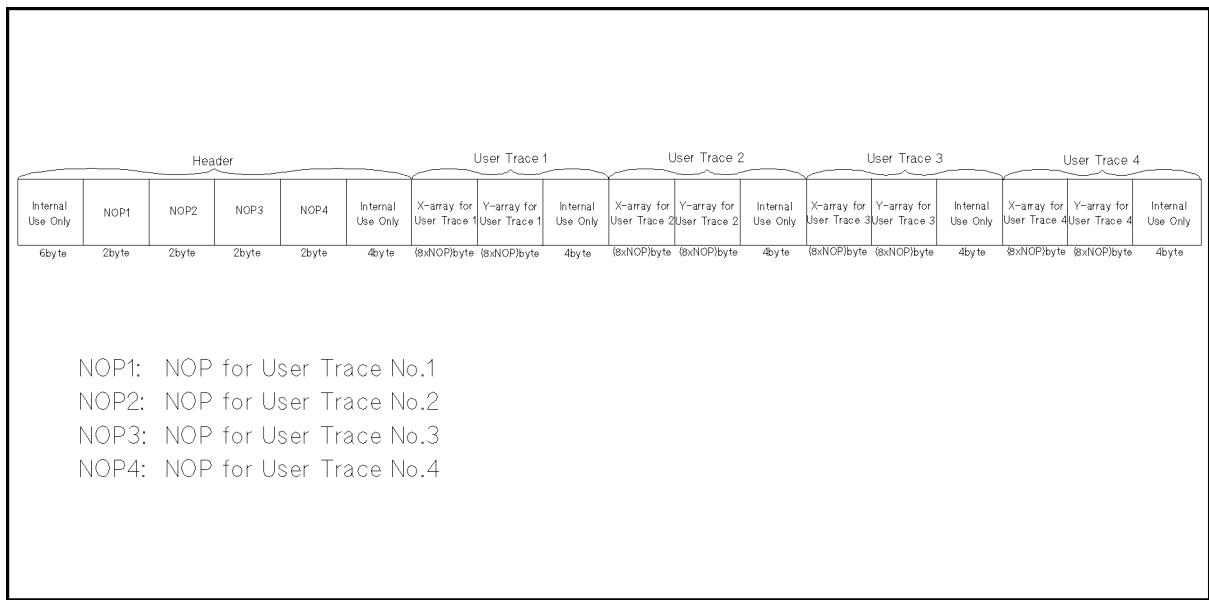 Header User Trace 1 User Trace 2 User Trace 3 User Trace 4
Internal Use Only NOP1 NOP2 NOP3 NOP4 Internal Use Only X-array for User Trace 1 Y-array for User Trace 1 Internal Use Only X-array for User Trace 2 Y-array for User Trace 2 Internal Use Only X-array for User Trace 3 Y-array for User Trace 3 Internal Use Only X-array for User Trace 4 Y-array for User Trace 4 Internal Use Only
6byte 2byte 2byte 2byte 2byte 4byte (8xNOP)byte (8xNOP)byte 4byte (8xNOP)byte (8xNOP)byte 4byte (8xNOP)byte (8xNOP)byte 4byte (8xNOP)byte (8xNOP)byte 4byte
NOP1: NOP for User Trace No.1
NOP2: NOP for User Trace No.2
NOP3: NOP for User Trace No.3
NOP4: NOP for User Trace No.4